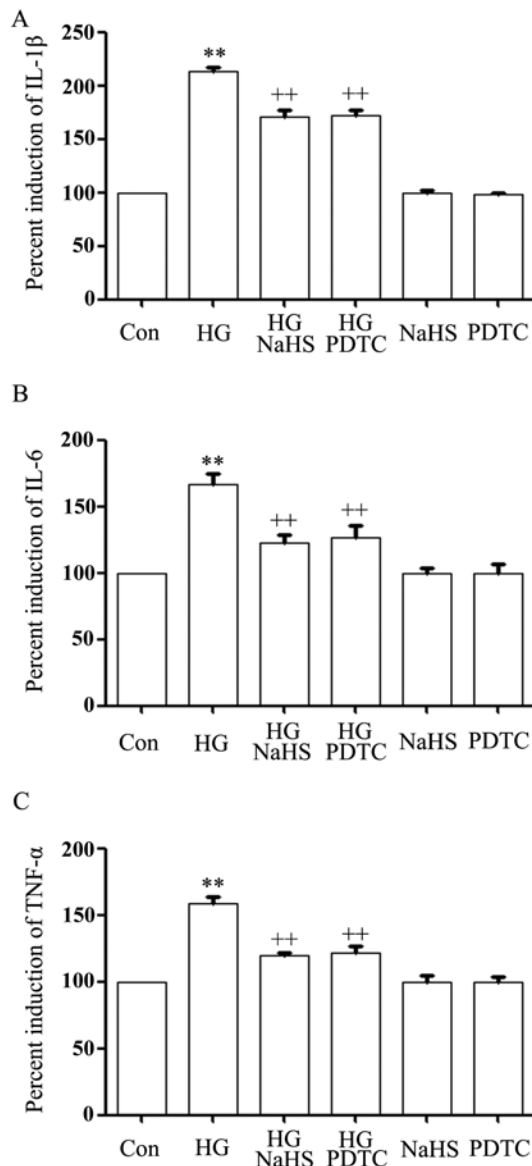 A
Percent induction of IL-1β
250
200
150
100
50
0
**
++
++
Con HG HG NaHS HG PDTC NaHS PDTC
B
Percent induction of IL-6
200
150
100
50
0
**
++
++
Con HG HG NaHS HG PDTC NaHS PDTC
C
Percent induction of TNF-α
200
150
100
50
0
**
++
++
Con HG HG NaHS HG PDTC NaHS PDTC